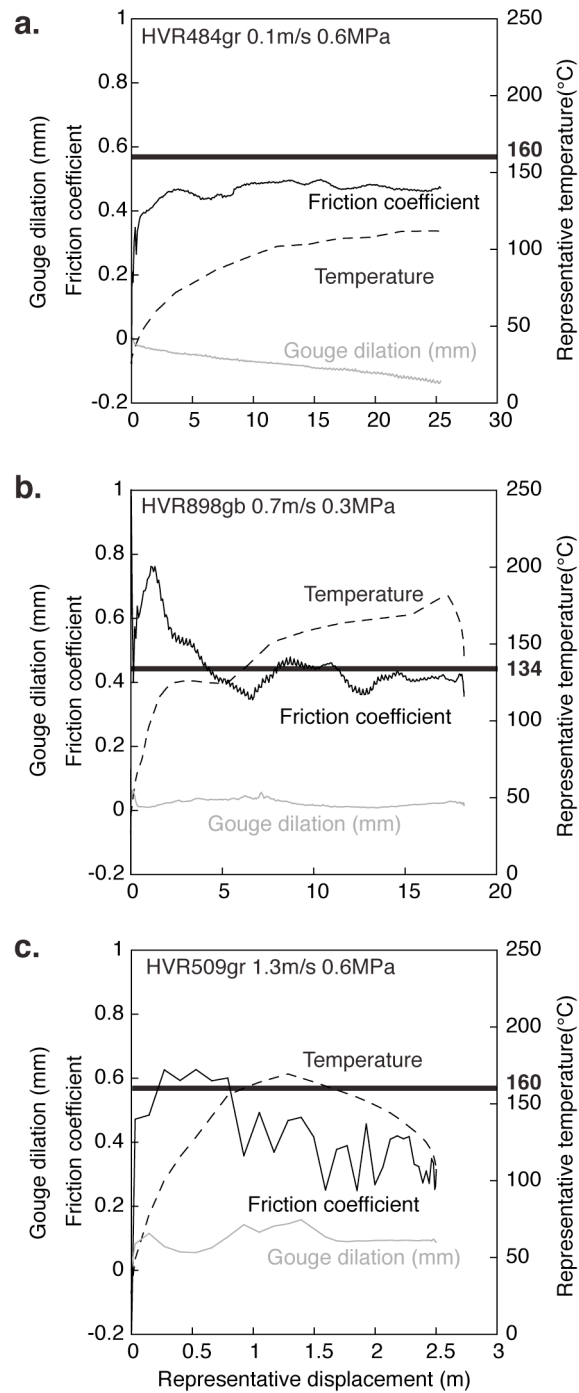 a.
HVR484gr 0.1m/s 0.6MPa
Gouge dilation (mm)
Friction coefficient
1
0.8
0.6
0.4
0.2
0
-0.2
Friction coefficient
Temperature
Gouge dilation (mm)
0 5 10 15 20 25 30
250
200
160
150
100
50
0
Representative temperature(°C)
b.
HVR898gb 0.7m/s 0.3MPa
Gouge dilation (mm)
Friction coefficient
1
0.8
0.6
0.4
0.2
0
-0.2
Temperature
Friction coefficient
Gouge dilation (mm)
0 5 10 15 20
250
200
150
134
100
50
0
Representative temperature(°C)
c.
HVR509gr 1.3m/s 0.6MPa
Gouge dilation (mm)
Friction coefficient
1
0.8
0.6
0.4
0.2
0
-0.2
Temperature
Friction coefficient
Gouge dilation (mm)
0 0.5 1 1.5 2 2.5 3
250
200
160
150
100
50
0
Representative temperature(°C)
Representative displacement (m)